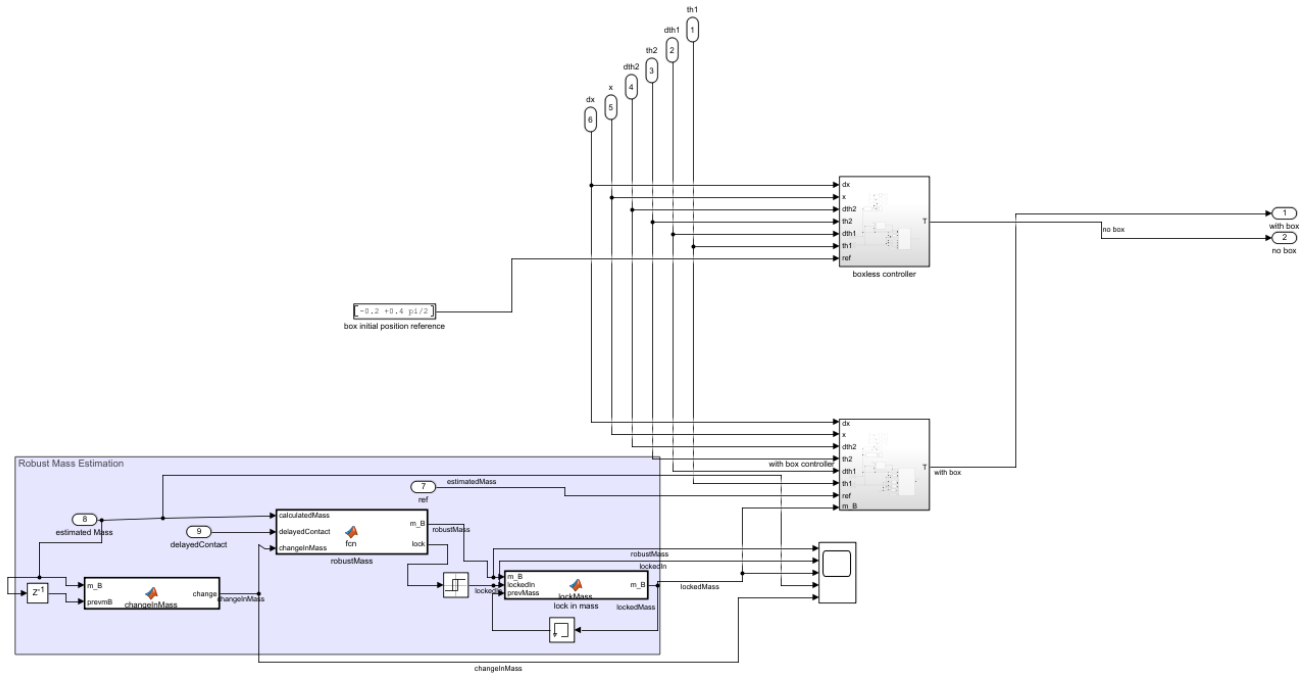 th1
1
dth1
2
th2
3
dth2
4
x
5
dx
6
dx
x
dth2
th2
dth1
th1
ref
T
boxless controller
no box
1
with box
2
no box
[-0.2 +0.4 pi/2]
box initial position reference
dx
x
dth2
th2
dth1
th1
ref
m_B
T
with box controller
with box
Robust Mass Estimation
7
ref
estimatedMass
8
estimated Mass
9
delayedContact
calculatedMass
delayedContact
changeInMass
fcn
m_B
lock
robustMass
robustMass
Z-1
m_B
prevmB
changeInMass
change
changeInMass
lockedIn
m_B
lockedIn
prevMass
lockMass
m_B
lock in mass
lockedMass
robustMass
lockedIn
lockedMass
changeInMass